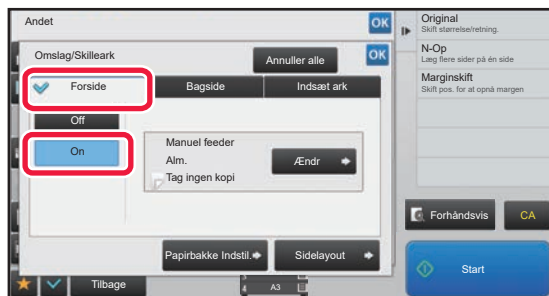 Andet
OK
Omslag/Skilleark
Annuller alle
OK
Forside
Bagside
Indsæt ark
Off
On
Manuel feeder
Alm.
Tag ingen kopi
Ændr
Papirbakke Indstil.
Sidelayout
Tilbage
4
A3
Original
Skift størrelse/retning.
N-Op
Læg flere sider på én side
Marginskift
Skift pos. for at opnå margen
Forhåndsvis
CA
Start